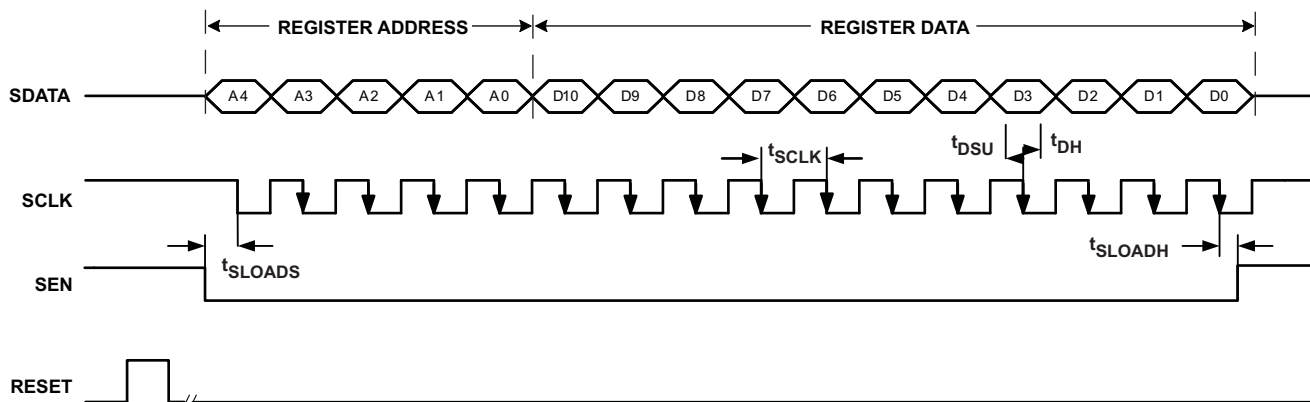 REGISTER ADDRESS REGISTER DATA
SDATA A4 A3 A2 A1 A0 D10 D9 D8 D7 D6 D5 D4 D3 D2 D1 D0
tSCLK tDSU tDH
SCLK
tSLOADS tSLOADH
SEN
RESET